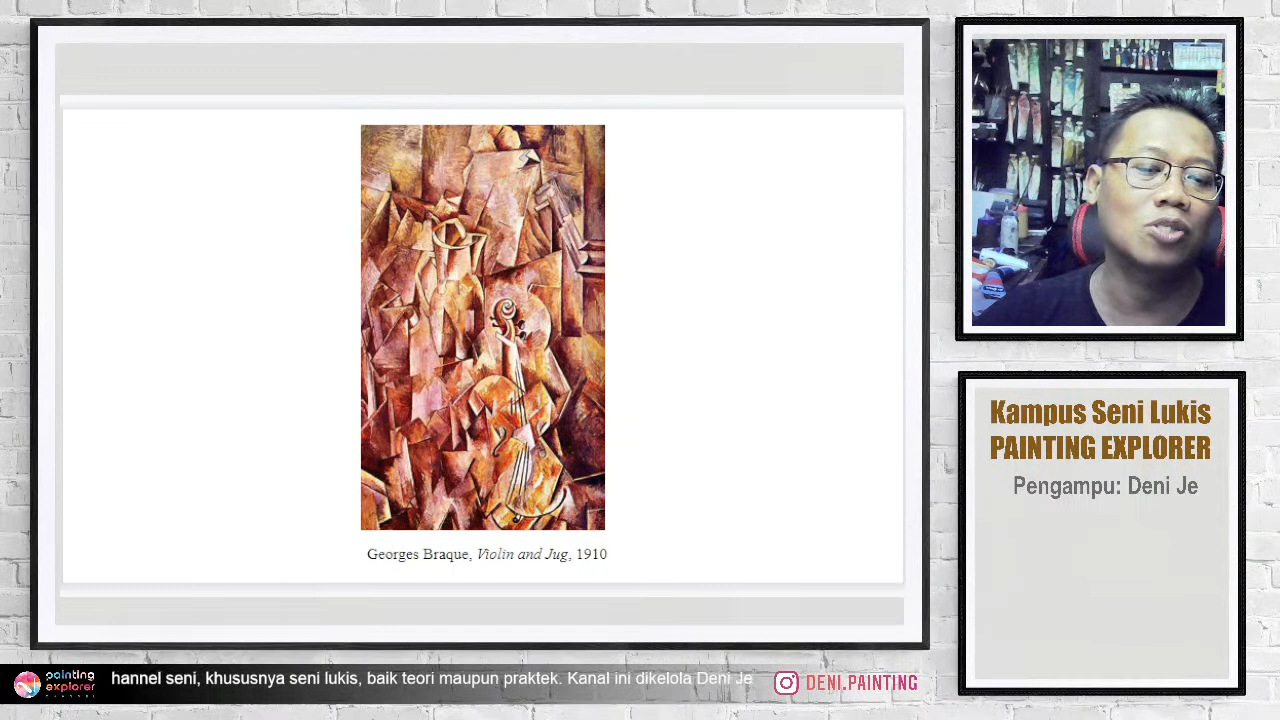 Georges Braque, Violin and Jug, 1910
Kampus Seni Lukis
PAINTING EXPLORER
Pengampu: Deni Je
painting
explorer
CHANNEL
hannel seni, khususnya seni lukis, baik teori maupun praktek. Kanal ini dikelola Deni Je
DENI.PAINTING